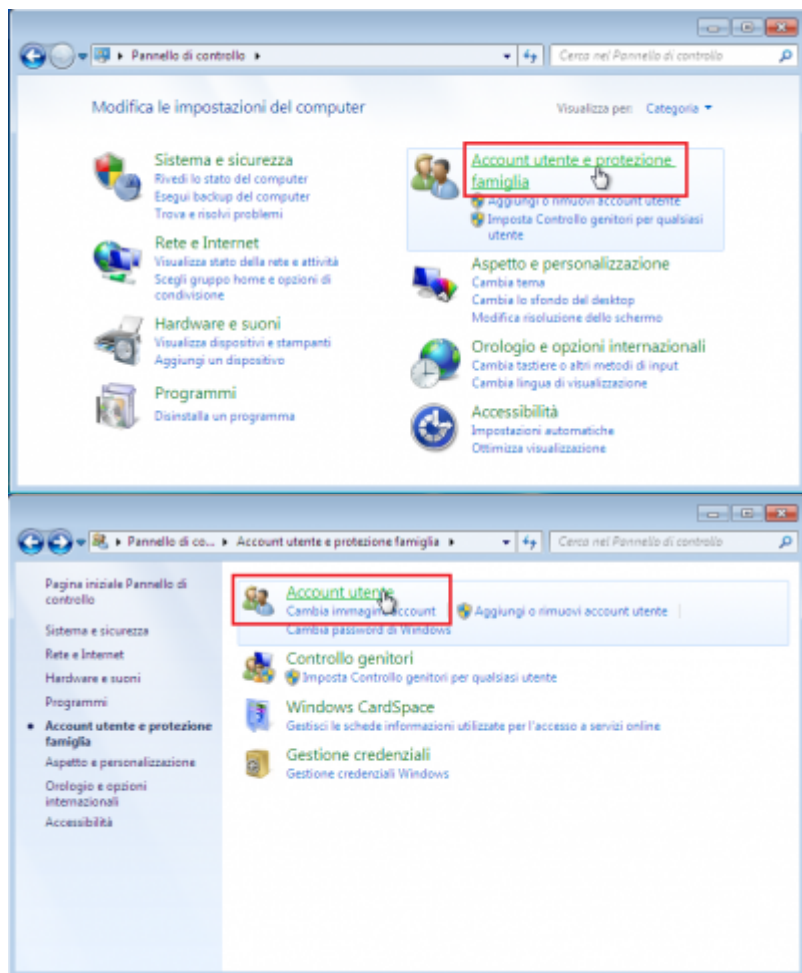 Pannello di controllo
Cerca nel Pannello di controllo
Modifica le impostazioni del computer
Visualizza per: Categoria
Sistema e sicurezza
Rivedi lo stato del computer
Esegui backup del computer
Trova e risolvi problemi
Rete e Internet
Visualizza stato della rete e attività
Scegli gruppo home e opzioni di
condivisione
Hardware e suoni
Visualizza dispositivi e stampanti
Aggiungi un dispositivo
Programmi
Disinstalla un programma
Account utente e protezione
famiglia
Aggiungi o rimuovi account utente
Imposta Controllo genitori per qualsiasi
utente
Aspetto e personalizzazione
Cambia tema
Cambia lo sfondo del desktop
Modifica risoluzione dello schermo
Orologio e opzioni internazionali
Cambia tastiere o altri metodi di input
Cambia lingua di visualizzazione
Accessibilità
Impostazioni automatiche
Ottimizza visualizzazione
Pannello di co... Account utente e protezione famiglia
Cerca nel Pannello di controllo
Pagina iniziale Pannello di
controllo
Sistema e sicurezza
Rete e Internet
Hardware e suoni
Programmi
Account utente e protezione
famiglia
Aspetto e personalizzazione
Orologio e opzioni
internazionali
Accessibilità
Account utente
Cambia immagine account Aggiungi o rimuovi account utente
Cambia password di Windows
Controllo genitori
Imposta Controllo genitori per qualsiasi utente
Windows CardSpace
Gestisci le schede informazioni utilizzate per l'accesso a servizi online
Gestione credenziali
Gestione credenziali Windows